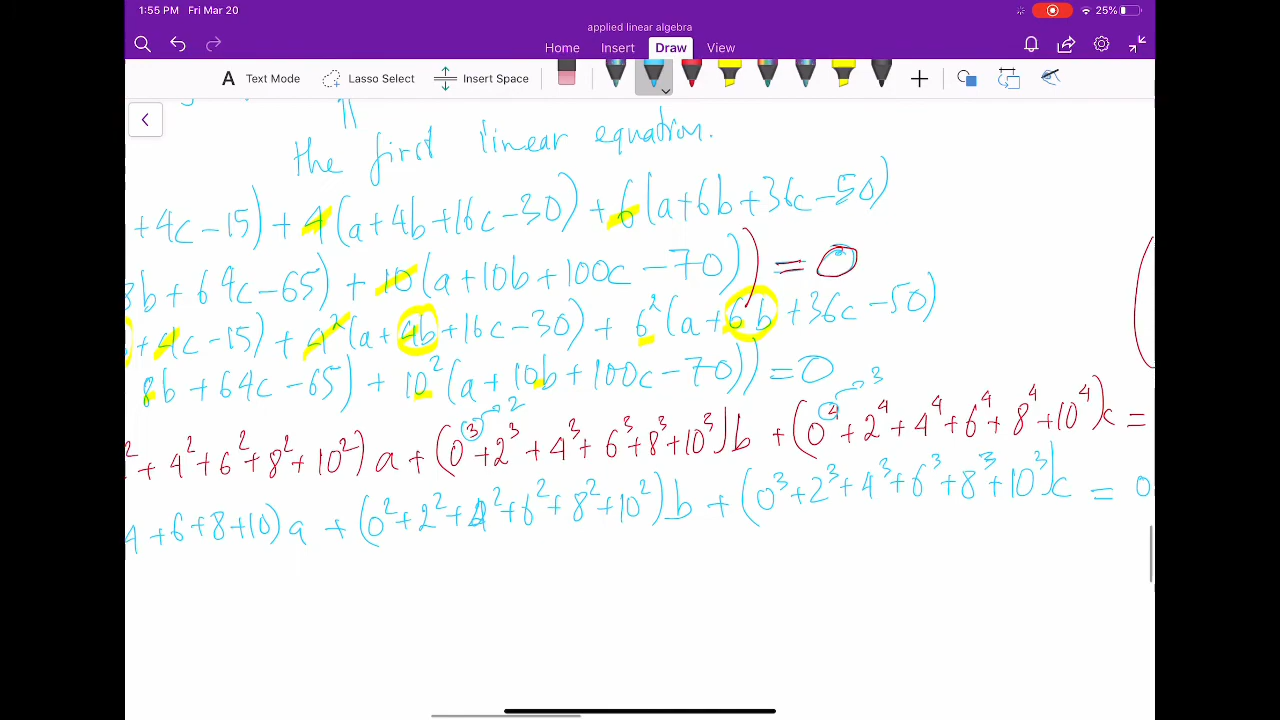 1:55 PM Fri Mar 20
25%
applied linear algebra
Home Insert Draw View
A Text Mode Lasso Select Insert Space
the first linear equation.
+4c-15) + 4(a+4b+16c-30) + 6(a+6b+36c-50)
8b+64c-65) + 10(a+10b+100c-70)) = 0
+4c-15) + 4²(a+4b+16c-30) + 6²(a+6b+36c-50)
8b+64c-65) + 10²(a+10b+100c-70)) = 0
2 3
² + 4² + 6² + 8² + 10²)a + (0³+2³+4³+6³+8³+10³)b + (0⁴+2⁴+4⁴+6⁴+8⁴+10⁴)c =
4+6+8+10)a + (0²+2²+4²+6²+8²+10²)b + (0³+2³+4³+6³+8³+10³)c = 0